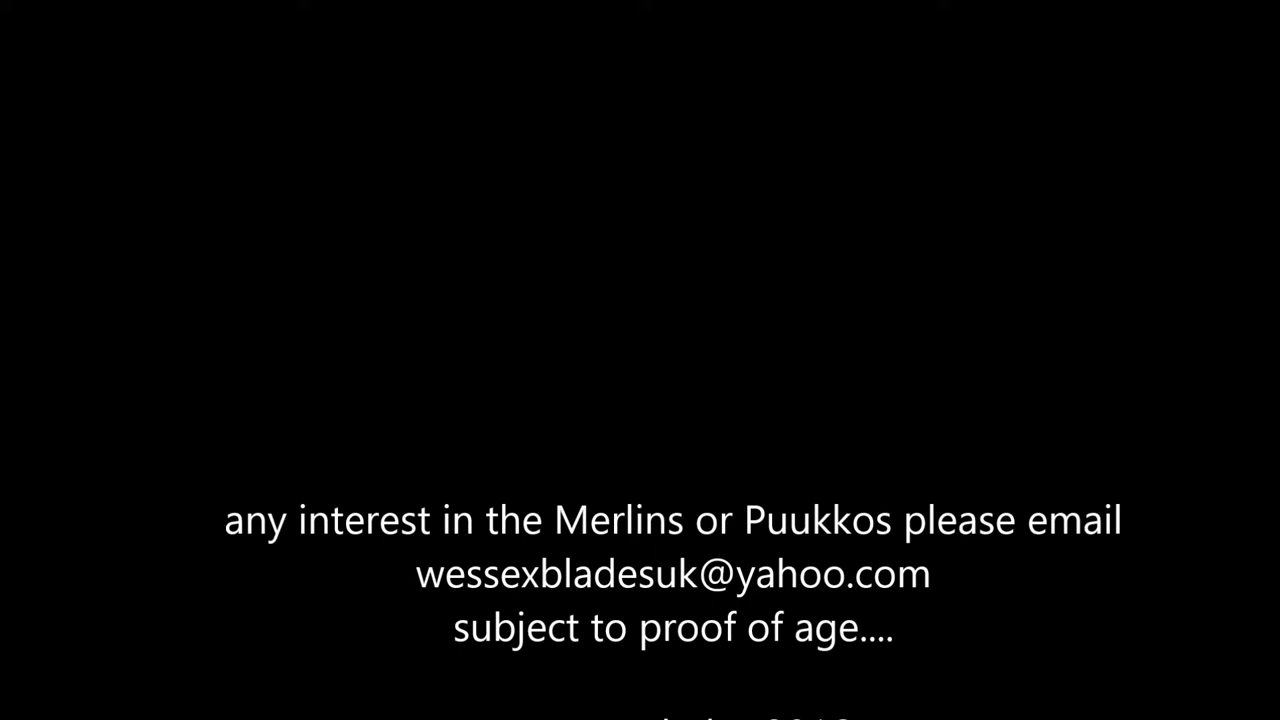 any interest in the Merlins or Puukkos please email
wessexbladesuk@yahoo.com
subject to proof of age....